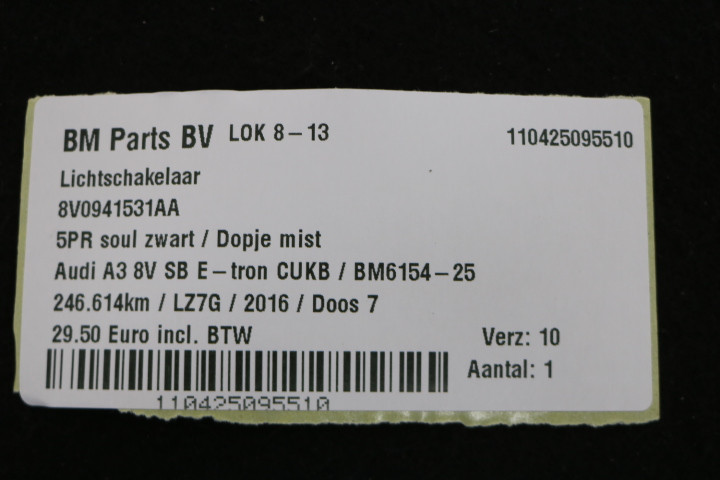 BM Parts BV LOK 8-13 110425095510
Lichtschakelaar
8V0941531AA
5PR soul zwart / Dopje mist
Audi A3 8V SB E-tron CUKB / BM6154-25
246.614km / LZ7G / 2016 / Doos 7
29.50 Euro incl. BTW Verz: 10
Aantal: 1
110425095510